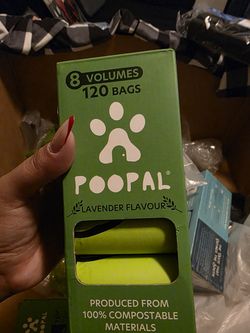 8 VOLUMES
120 BAGS
POOPAL®
LAVENDER FLAVOUR
PRODUCED FROM
100% COMPOSTABLE
MATERIALS